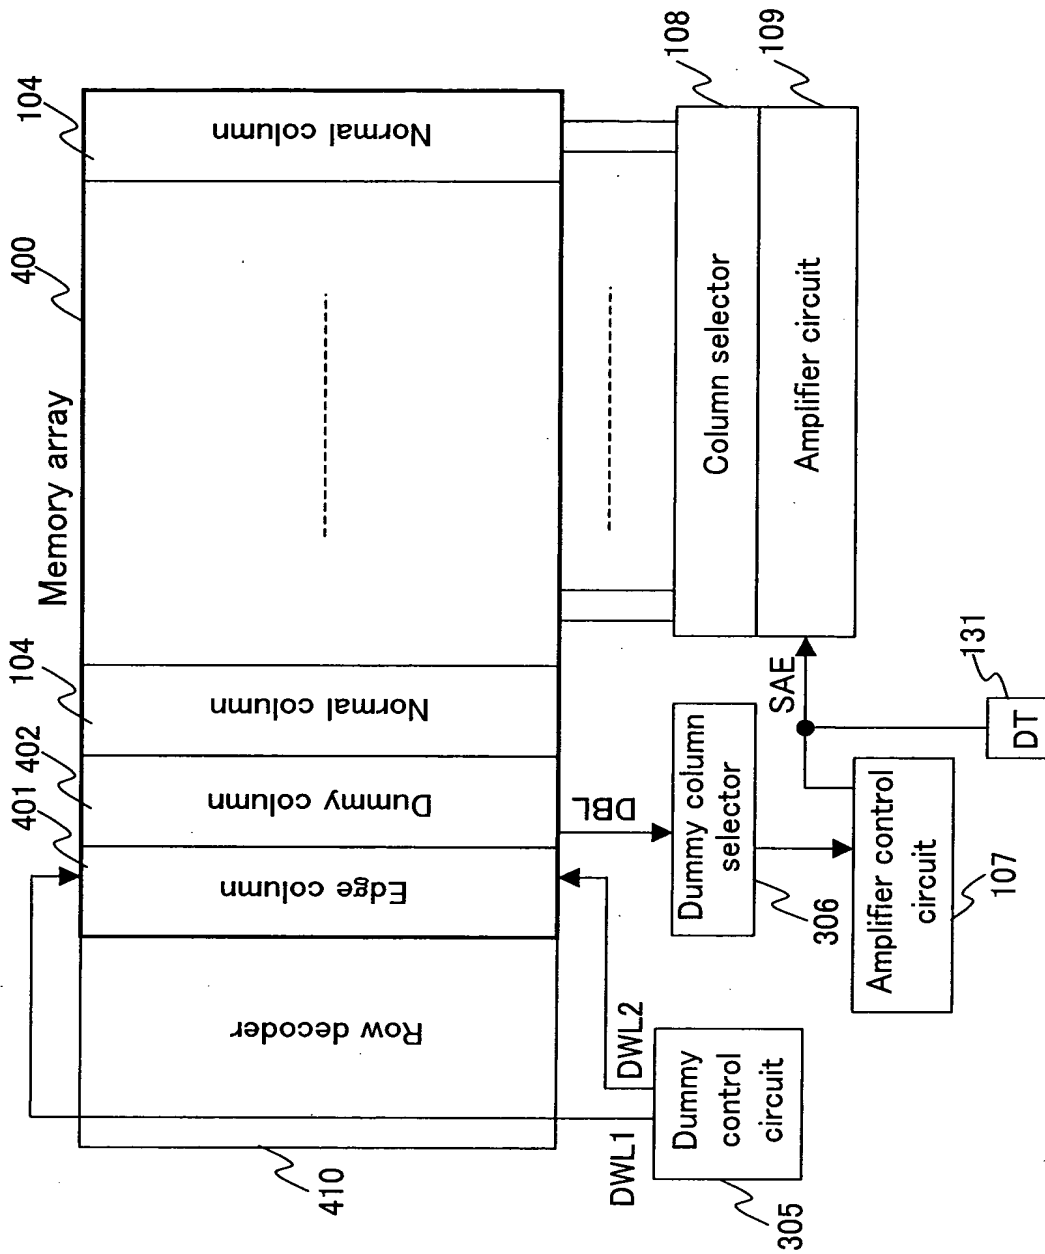 Memory array
400
104
Normal column
104
Normal column
402
Dummy column
401
Edge column
Row decoder
410
DWL1
DWL2
Dummy
control
circuit
305
DBL
Dummy column
selector
306
Amplifier control
circuit
107
SAE
DT
131
Column selector
108
Amplifier circuit
109